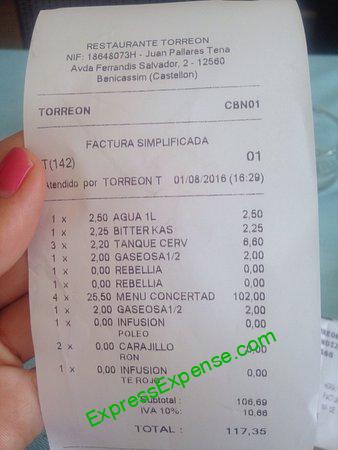 RESTAURANTE TORREON
NIF: 18648073H - Juan Pallares Tena
Avda Ferrandis Salvador, 2 - 12560
Benicassim (Castellon)
TORREON CBN01
FACTURA SIMPLIFICADA
T(142) 01
Atendido por TORREON T 01/08/2016 (16:29)
1 x 2,50 AGUA 1L 2,50
1 x 2,25 BITTER KAS 2,25
3 x 2,20 TANQUE CERV 6,60
1 x 2,00 GASEOSA1/2 2,00
1 x 0,00 REBELLIA 0,00
1 x 0,00 REBELLIA 0,00
4 x 25,50 MENU CONCERTAD 102,00
1 x 2,00 GASEOSA1/2 2,00
1 x 0,00 INFUSION 0,00
POLEO
2 x 0,00 CARAJILLO 0,00
RON
1 x 0,00 INFUSION 0,00
TE ROJO
Subtotal : 106,69
IVA 10%: 10,66
TOTAL : 117,35
ExpressExpense.com